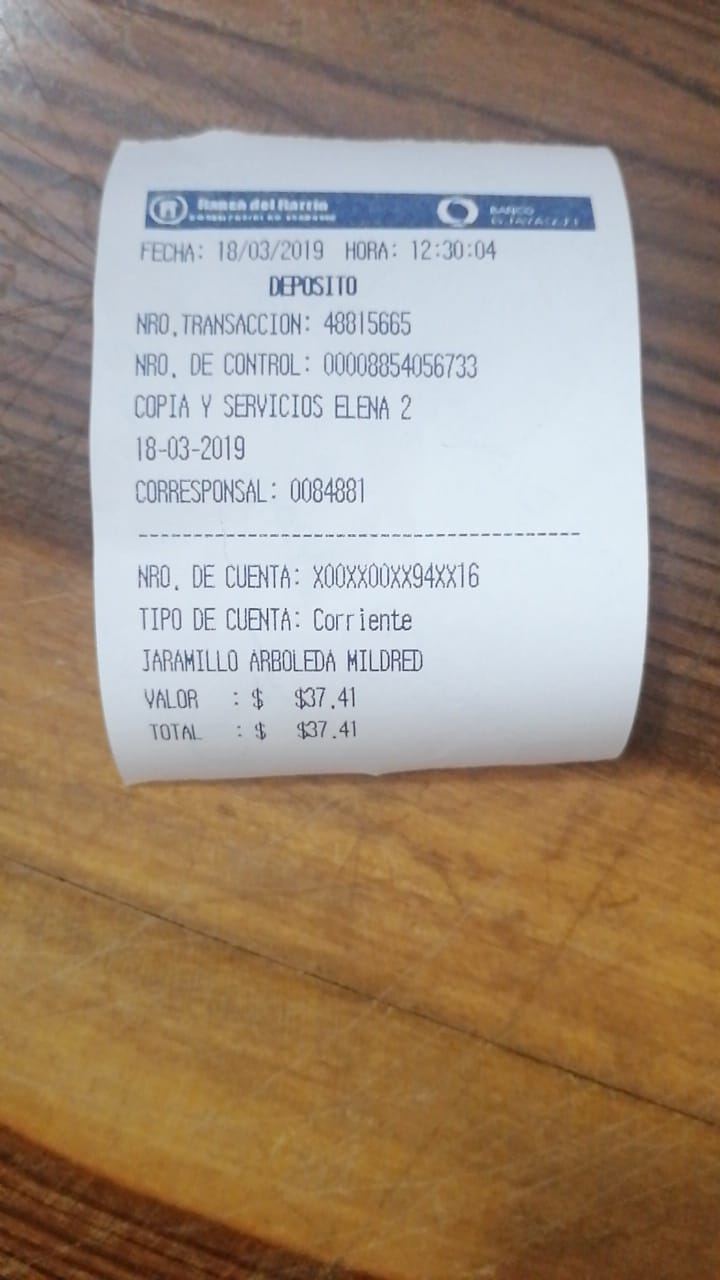 Banco del Barrio BANCO GUAYAQUIL
FECHA: 18/03/2019 HORA: 12:30:04
DEPOSITO
NRO.TRANSACCION: 48815665
NRO. DE CONTROL: 00008854056733
COPIA Y SERVICIOS ELENA 2
18-03-2019
CORRESPONSAL: 0084881
------------------------------------------------
NRO. DE CUENTA: X00XX00XX94XX16
TIPO DE CUENTA: Corriente
JARAMILLO ARBOLEDA MILDRED
VALOR : $ $37.41
TOTAL : $ $37.41